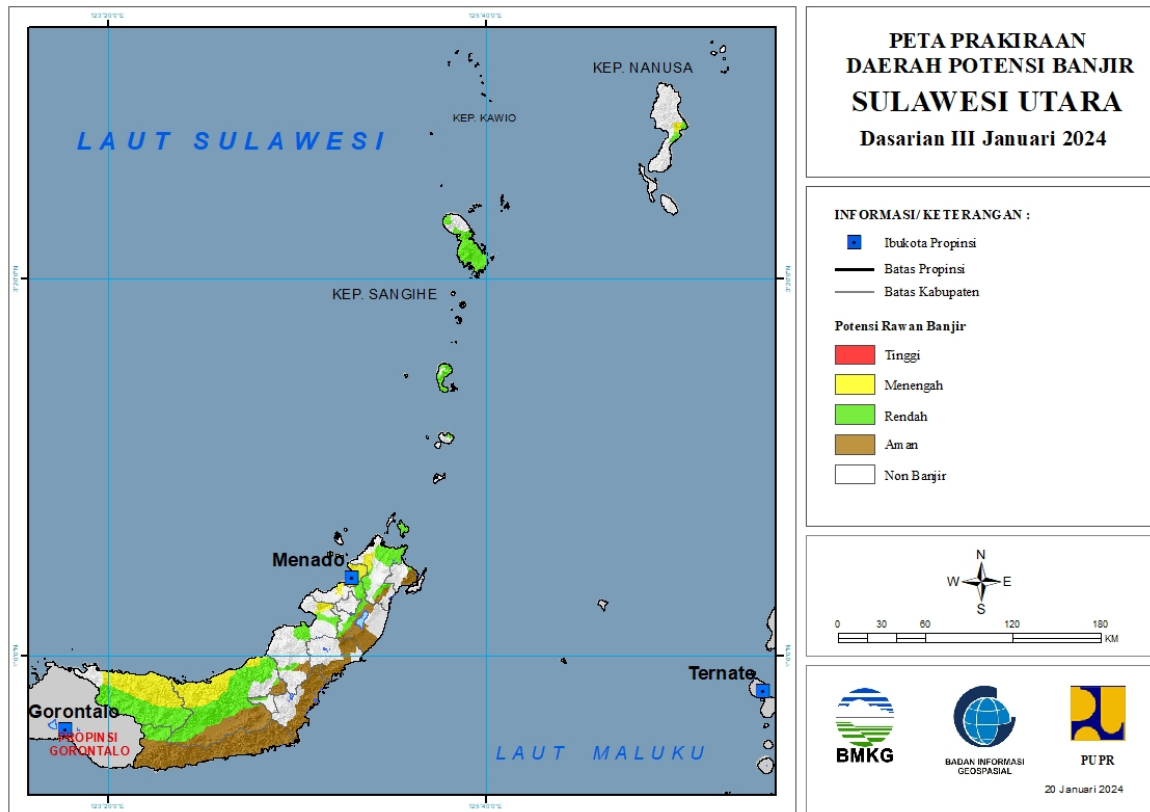 PETA PRAKIRAAN
DAERAH POTENSI BANJIR
SULAWESI UTARA
Dasarian III Januari 2024
INFORMASI/ KETERANGAN :
Ibukota Propinsi
Batas Propinsi
Batas Kabupaten
Potensi Rawan Banjir
Tinggi
Menengah
Rendah
Aman
Non Banjir
N
W E
S
0 30 60 120 180
KM
BMKG
BADAN INFORMASI
GEOSPASIAL
PUPR
20 Januari 2024
KEP. NANUSA
KEP. KAWIO
LAUT SULAWESI
KEP. SANGIHE
Menado
Ternate
Gorontalo
PROPINSI
GORONTALO
LAUT MALUKU